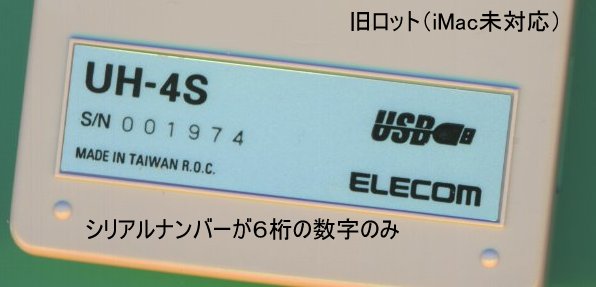 旧ロット（iMac未対応）
UH-4S
S/N 001974
USB
MADE IN TAIWAN R.O.C.
ELECOM
シリアルナンバーが６桁の数字のみ